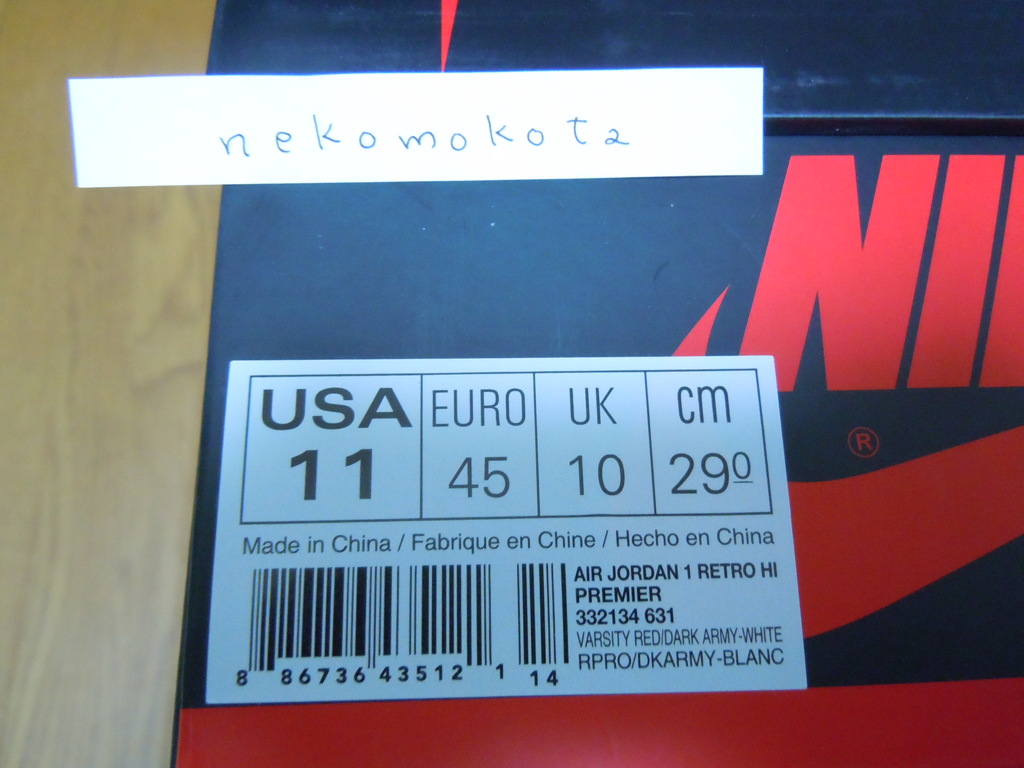 nekomokota
NI
®
USA EURO UK cm
11 45 10 29⁰
Made in China / Fabrique en Chine / Hecho en China
AIR JORDAN 1 RETRO HI
PREMIER
332134 631
VARSITY RED/DARK ARMY-WHITE
RPRO/DKARMY-BLANC
8 86736 43512 1 14